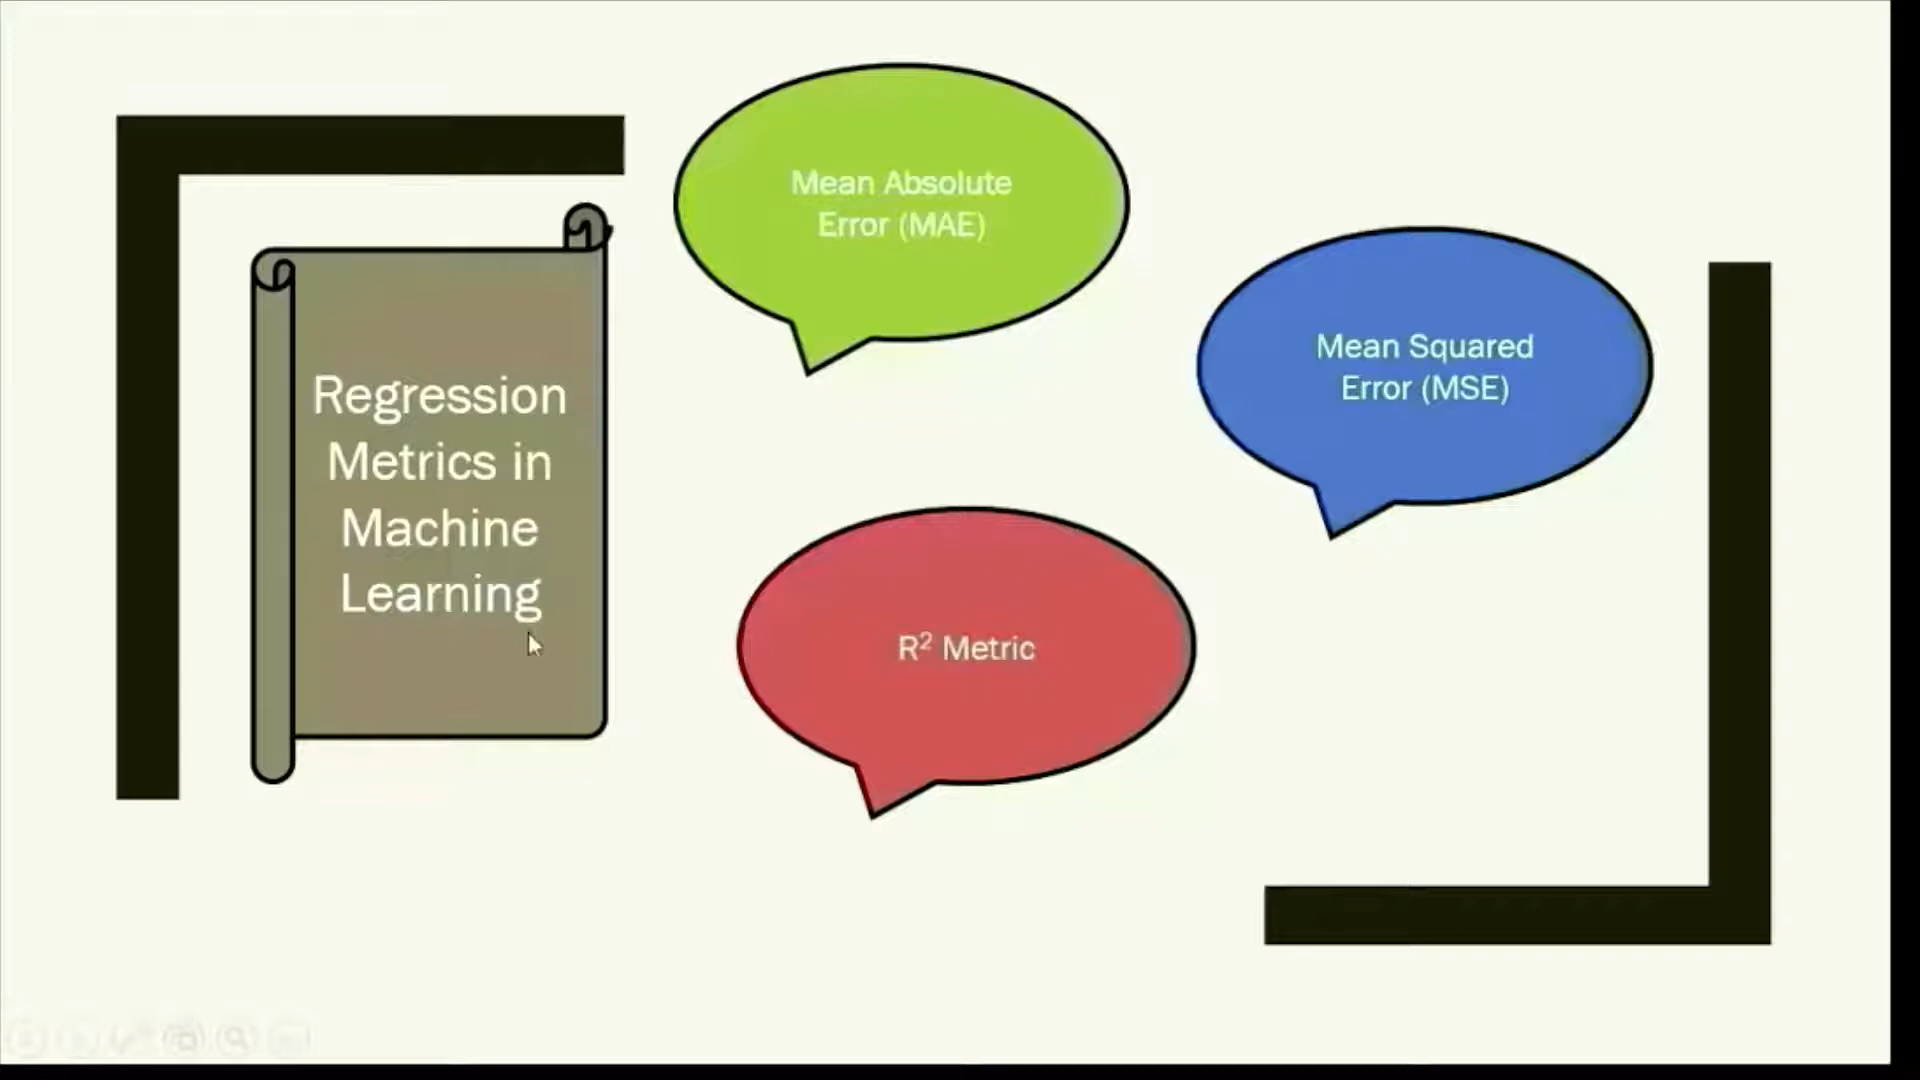 Regression
Metrics in
Machine
Learning
Mean Absolute
Error (MAE)
Mean Squared
Error (MSE)
R² Metric